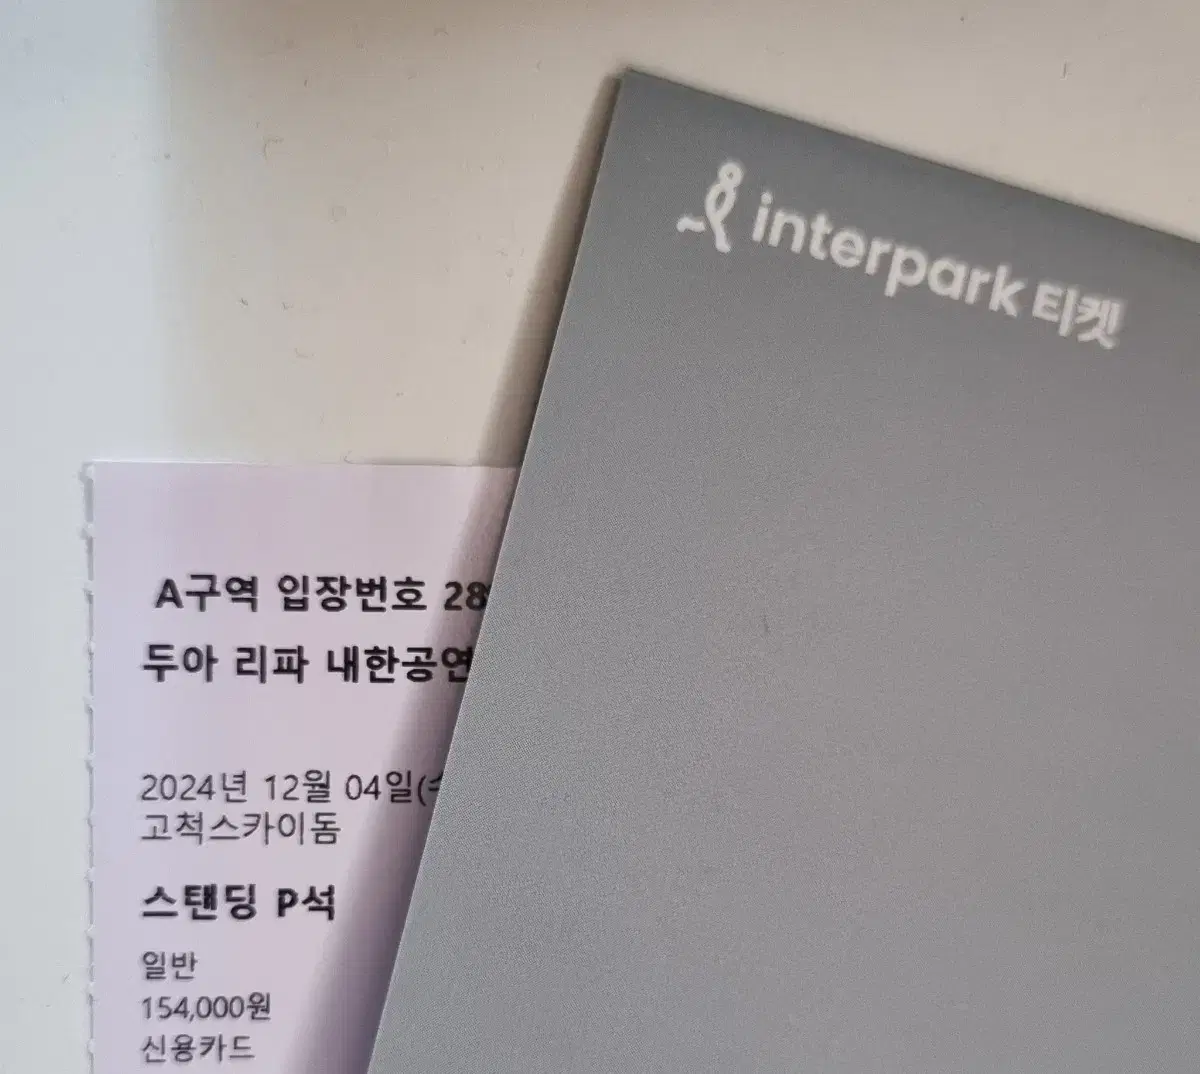 interpark 티켓
A구역 입장번호 28
두아 리파 내한공연
2024년 12월 04일(수
고척스카이돔
스탠딩 P석
일반
154,000원
신용카드